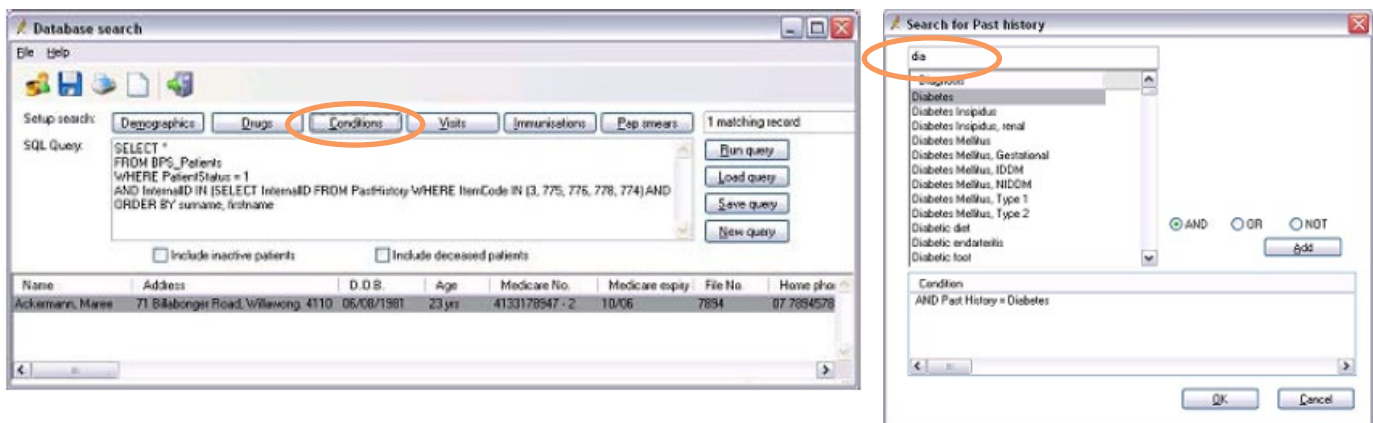 Database search
File Help
Setup search: Demographics Drugs Conditions Visits Immunisations Pap smears 1 matching record
SQL Query: SELECT *
FROM BPS_Patients
WHERE PatientStatus = 1
AND InternalID IN (SELECT InternalID FROM PastHistory WHERE ItemCode IN (3, 775, 776, 778, 774) AND
ORDER BY surname, firstname
Run query
Load query
Save query
New query
Include inactive patients Include deceased patients
Name Address D.O.B. Age Medicare No. Medicare expiry File No. Home phon
Ackermann, Maree 71 Billabonger Road, Willawong. 4110 06/08/1981 23 yrs 4133178947 - 2 10/06 7894 07 7894578
Search for Past history
dia
Diagnosis
Diabetes
Diabetes Insipidus
Diabetes Insipidus, renal
Diabetes Mellitus
Diabetes Mellitus, Gestational
Diabetes Mellitus, IDDM
Diabetes Mellitus, NIDDM
Diabetes Mellitus, Type 1
Diabetes Mellitus, Type 2
Diabetic diet
Diabetic endarteritis
Diabetic foot
AND OR NOT
Add
Condition
AND Past History = Diabetes
OK Cancel